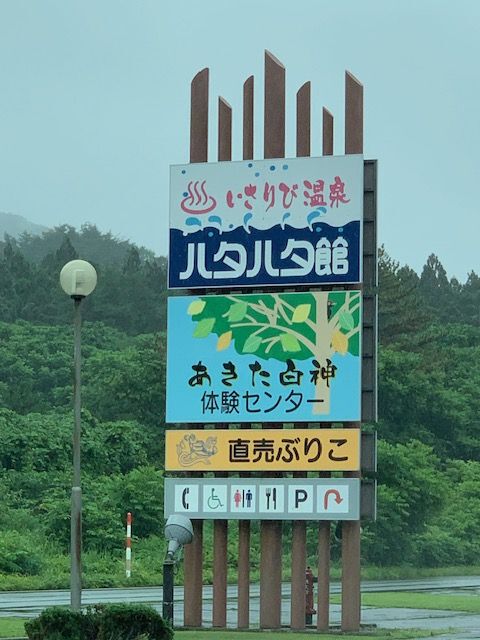 いさりび温泉
ハタハタ館
あきた白神
体験センター
直売ぶりこ
P